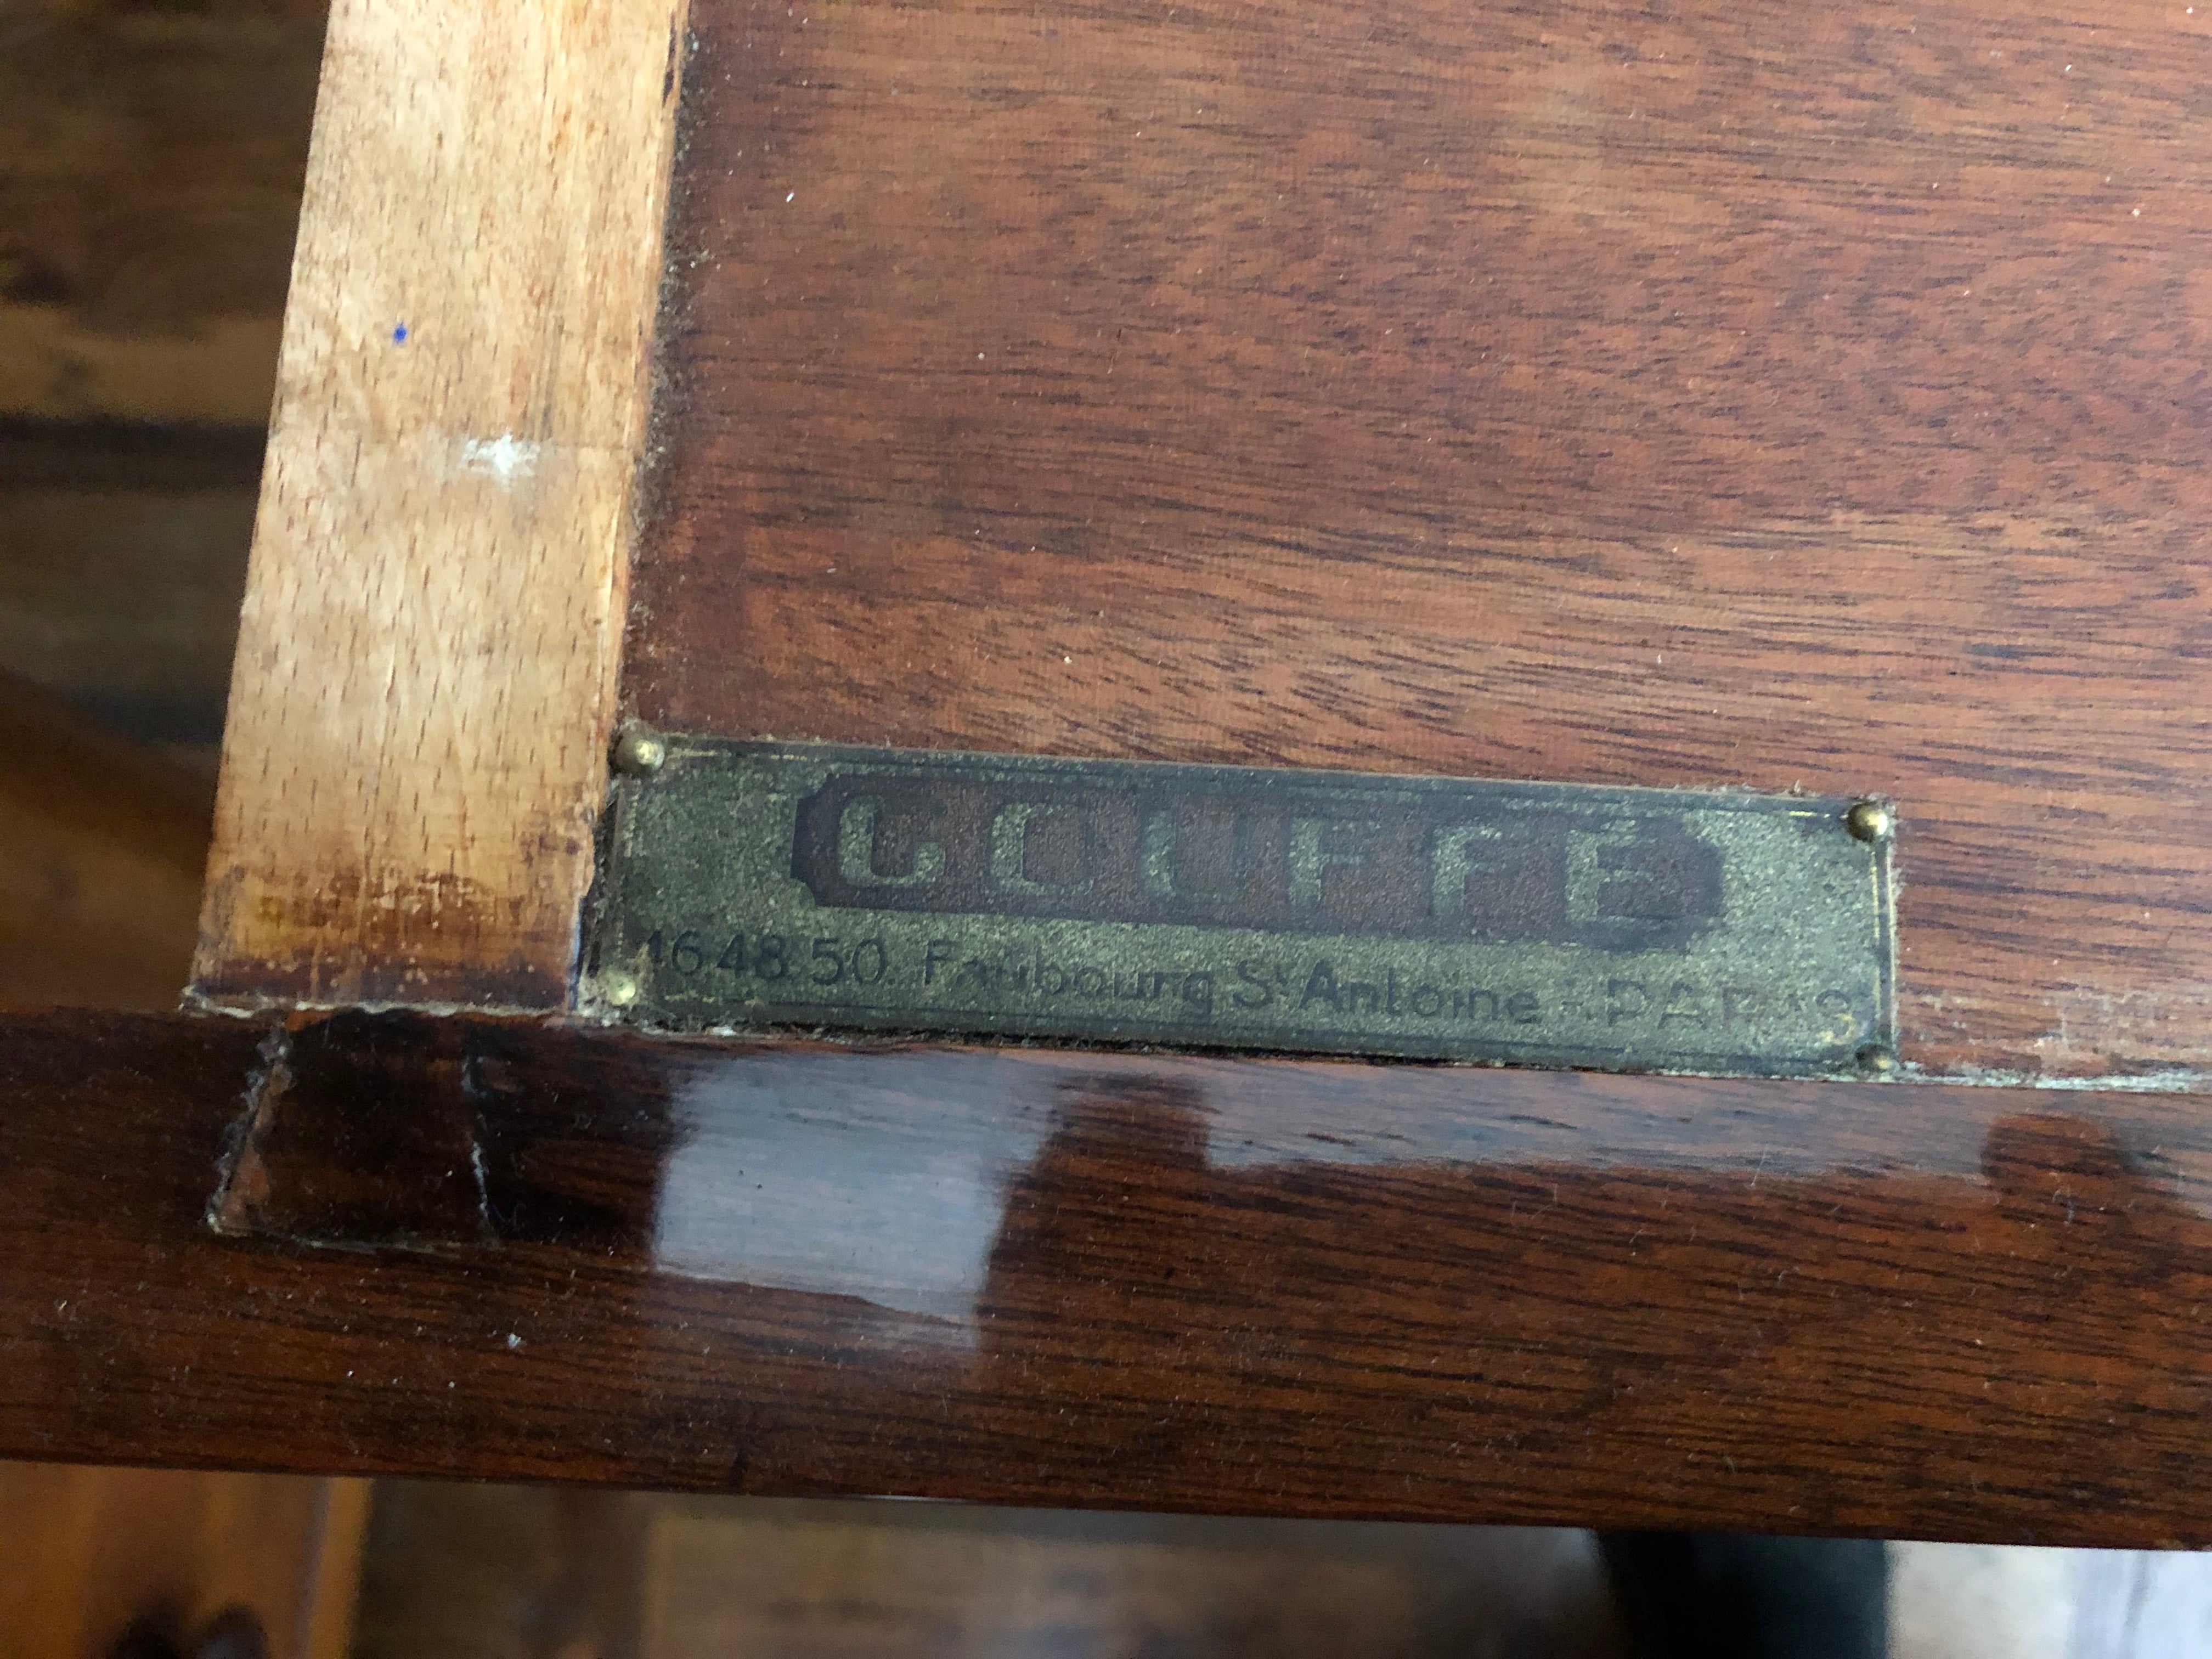 GOUFFÉ
46.48.50. Faubourg St Antoine - PARIS